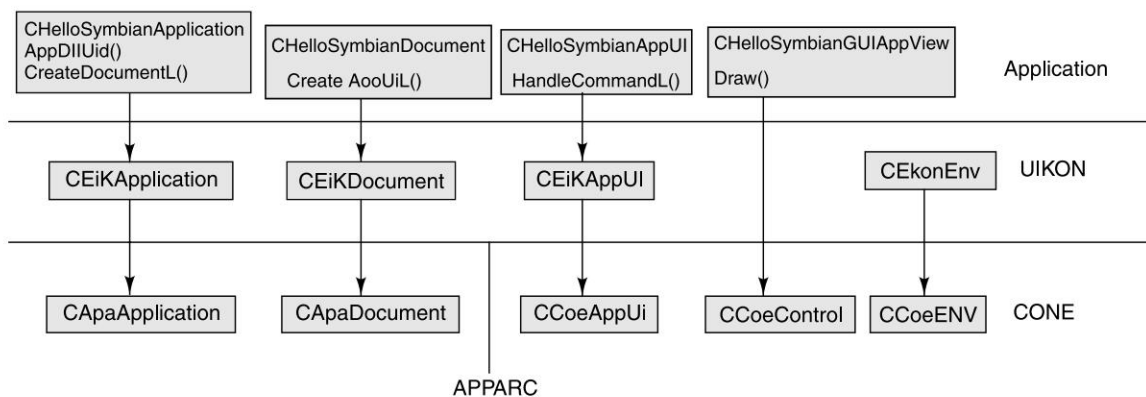 CHelloSymbianApplication
AppDIIUid()
CreateDocumentL()
CHelloSymbianDocument
Create AooUiL()
CHelloSymbianAppUI
HandleCommandL()
CHelloSymbianGUIAppView
Draw()
Application
CEiKApplication
CEiKDocument
CEiKAppUI
CEkonEnv
UIKON
CApaApplication
CApaDocument
CCoeAppUi
CCoeControl
CCoeENV
CONE
APPARC